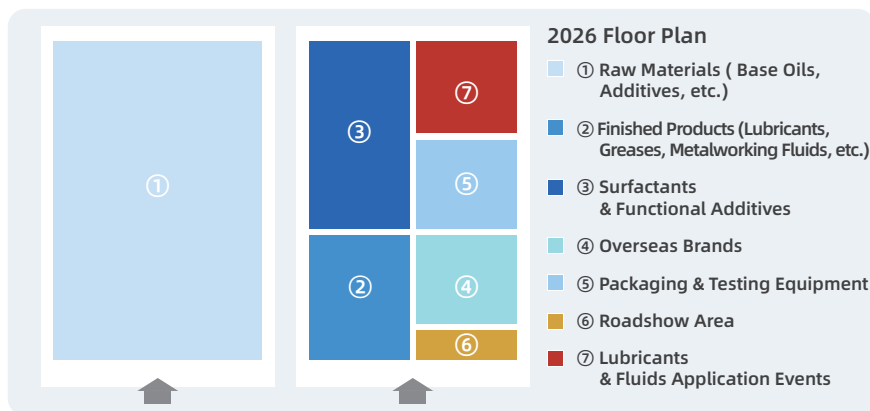 ①
③
⑦
⑤
②
④
⑥
2026 Floor Plan
① Raw Materials ( Base Oils,
Additives, etc.)
② Finished Products (Lubricants,
Greases, Metalworking Fluids, etc.)
③ Surfactants
& Functional Additives
④ Overseas Brands
⑤ Packaging & Testing Equipment
⑥ Roadshow Area
⑦ Lubricants
& Fluids Application Events